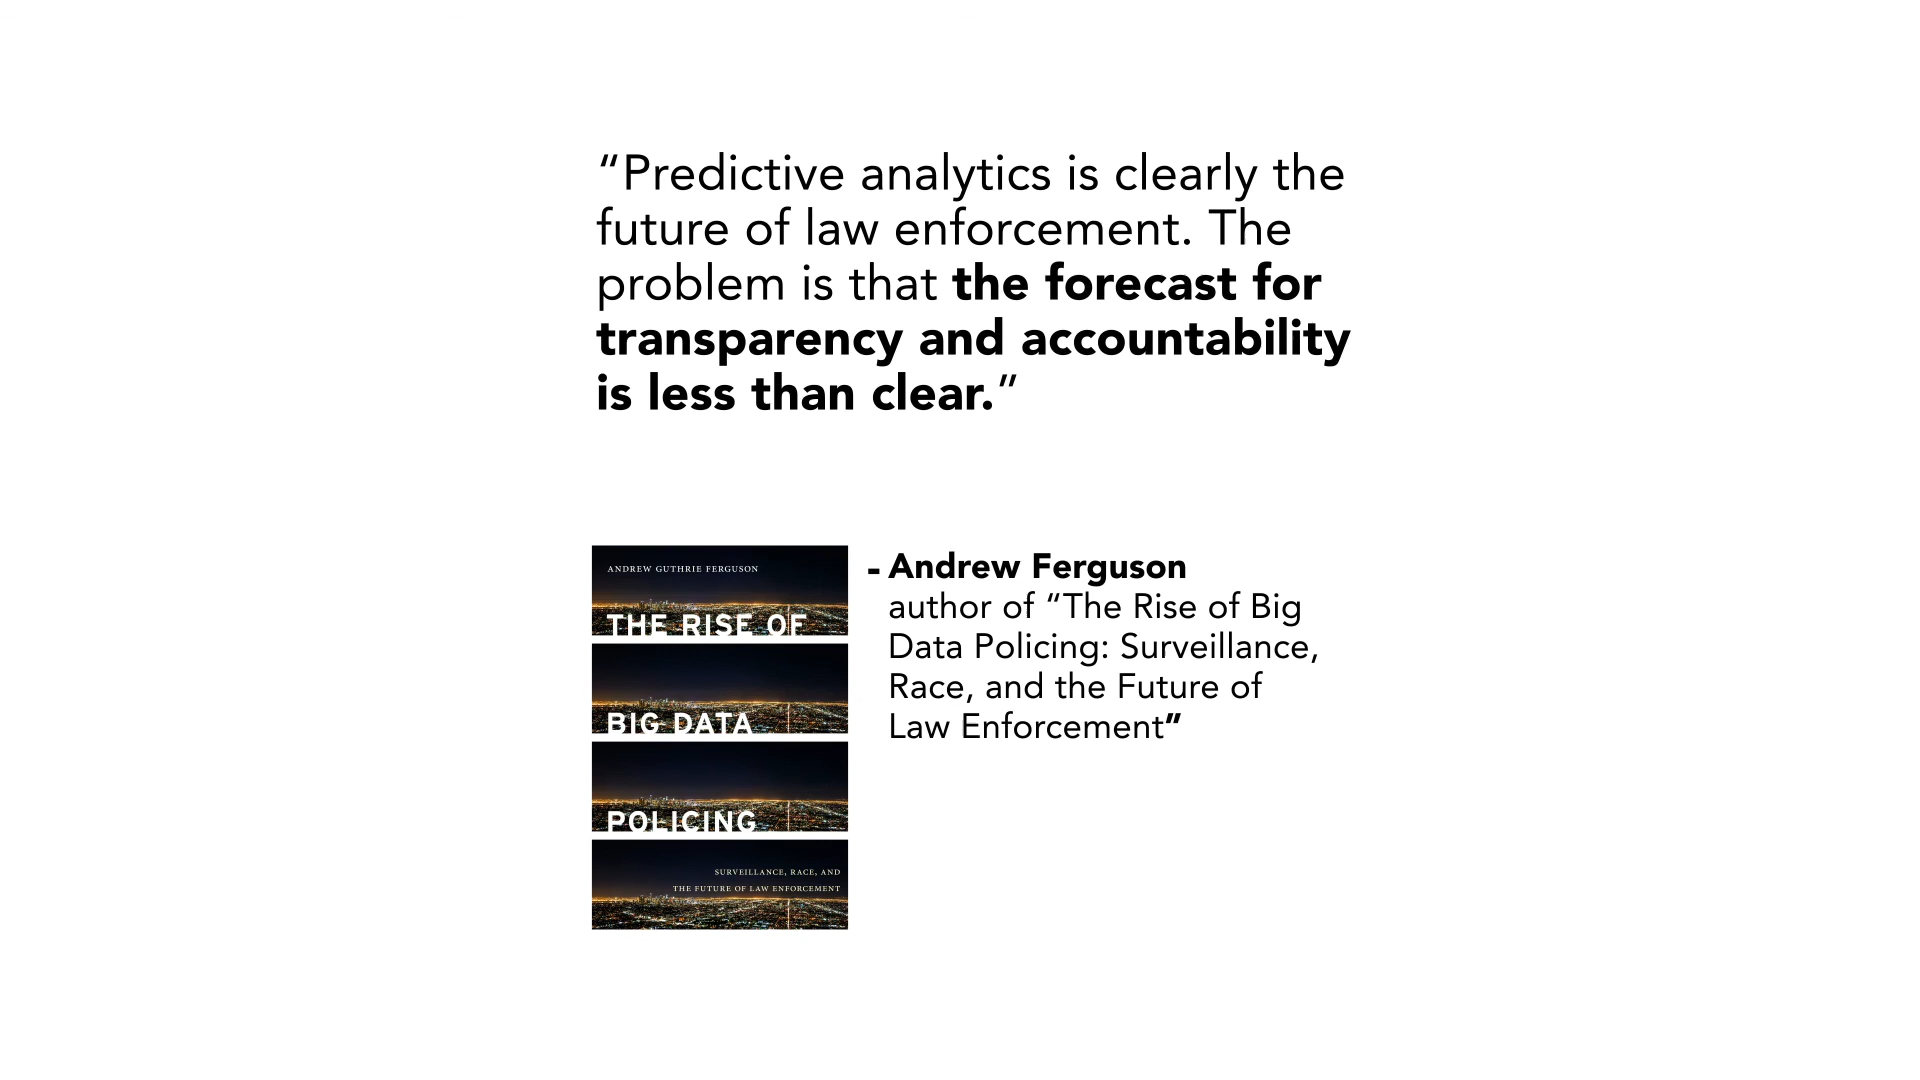 “Predictive analytics is clearly the
future of law enforcement. The
problem is that the forecast for
transparency and accountability
is less than clear.”
ANDREW GUTHRIE FERGUSON
THE RISE OF
BIG DATA
POLICING
SURVEILLANCE, RACE, AND
THE FUTURE OF LAW ENFORCEMENT
- Andrew Ferguson
author of “The Rise of Big
Data Policing: Surveillance,
Race, and the Future of
Law Enforcement”